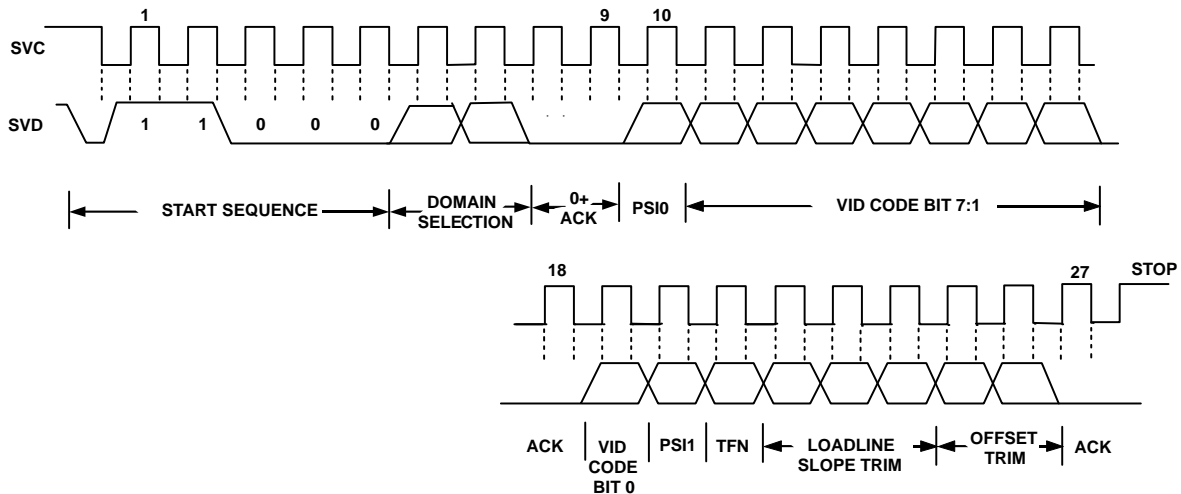 1 9 10
SVC
SVD 1 1 0 0 0
START SEQUENCE
DOMAIN
SELECTION
0+
ACK
PSI0
VID CODE BIT 7:1
18 27 STOP
ACK
VID
CODE
BIT 0
PSI1
TFN
LOADLINE
SLOPE TRIM
OFFSET
TRIM
ACK